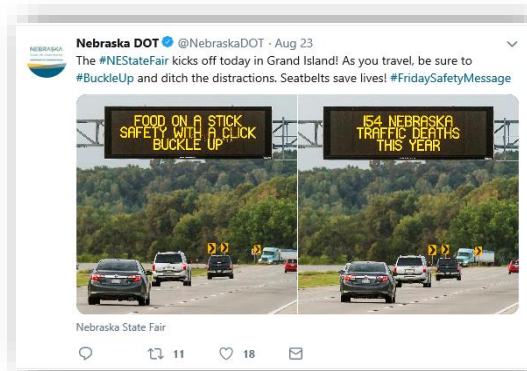 NEBRASKA
Nebraska DOT @NebraskaDOT · Aug 23
The #NEStateFair kicks off today in Grand Island! As you travel, be sure to
#BuckleUp and ditch the distractions. Seatbelts save lives! #FridaySafetyMessage
FOOD ON A STICK
SAFETY WITH A CLICK
BUCKLE UP
154 NEBRASKA
TRAFFIC DEATHS
THIS YEAR
Nebraska State Fair
11
18